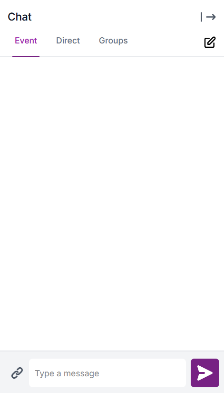 Chat
Event Direct Groups
Type a message